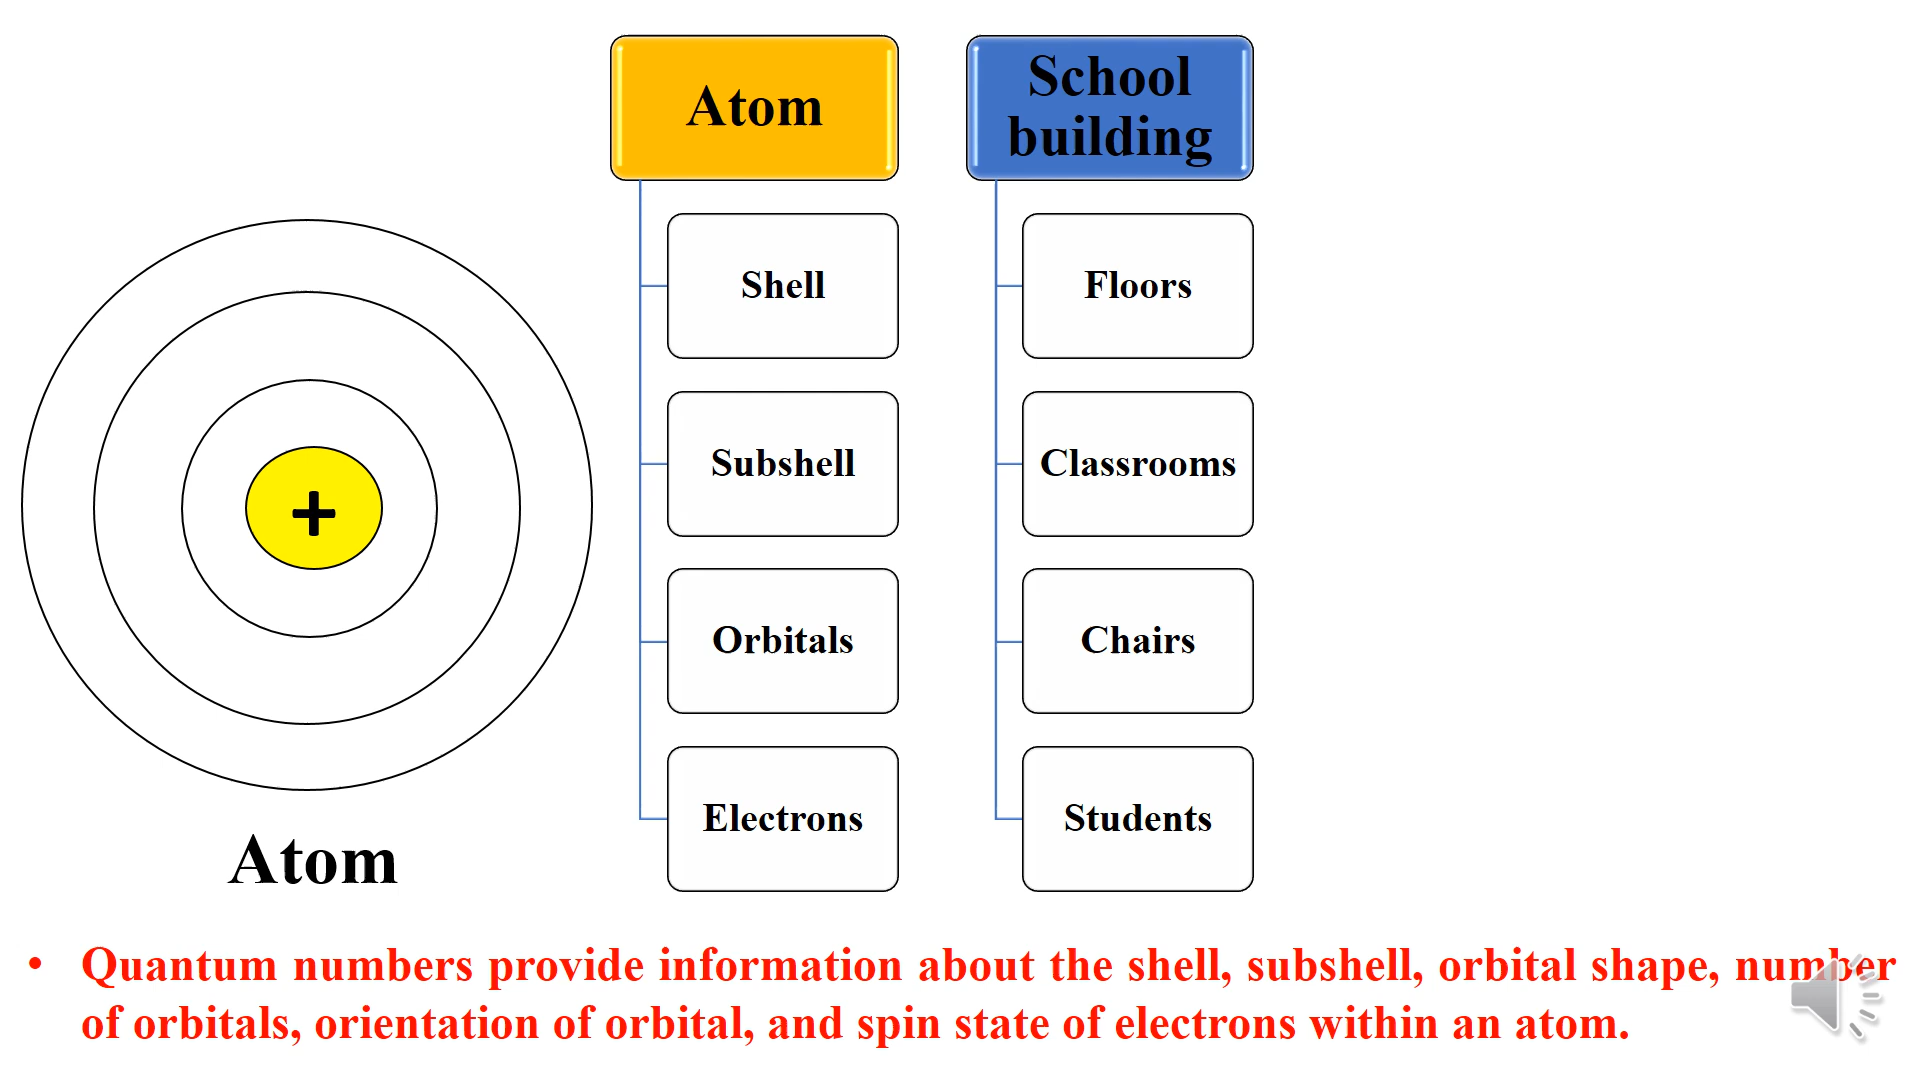 Atom
School
building
Shell
Floors
Subshell
Classrooms
Orbitals
Chairs
Electrons
Students
+
Atom
• Quantum numbers provide information about the shell, subshell, orbital shape, number
of orbitals, orientation of orbital, and spin state of electrons within an atom.